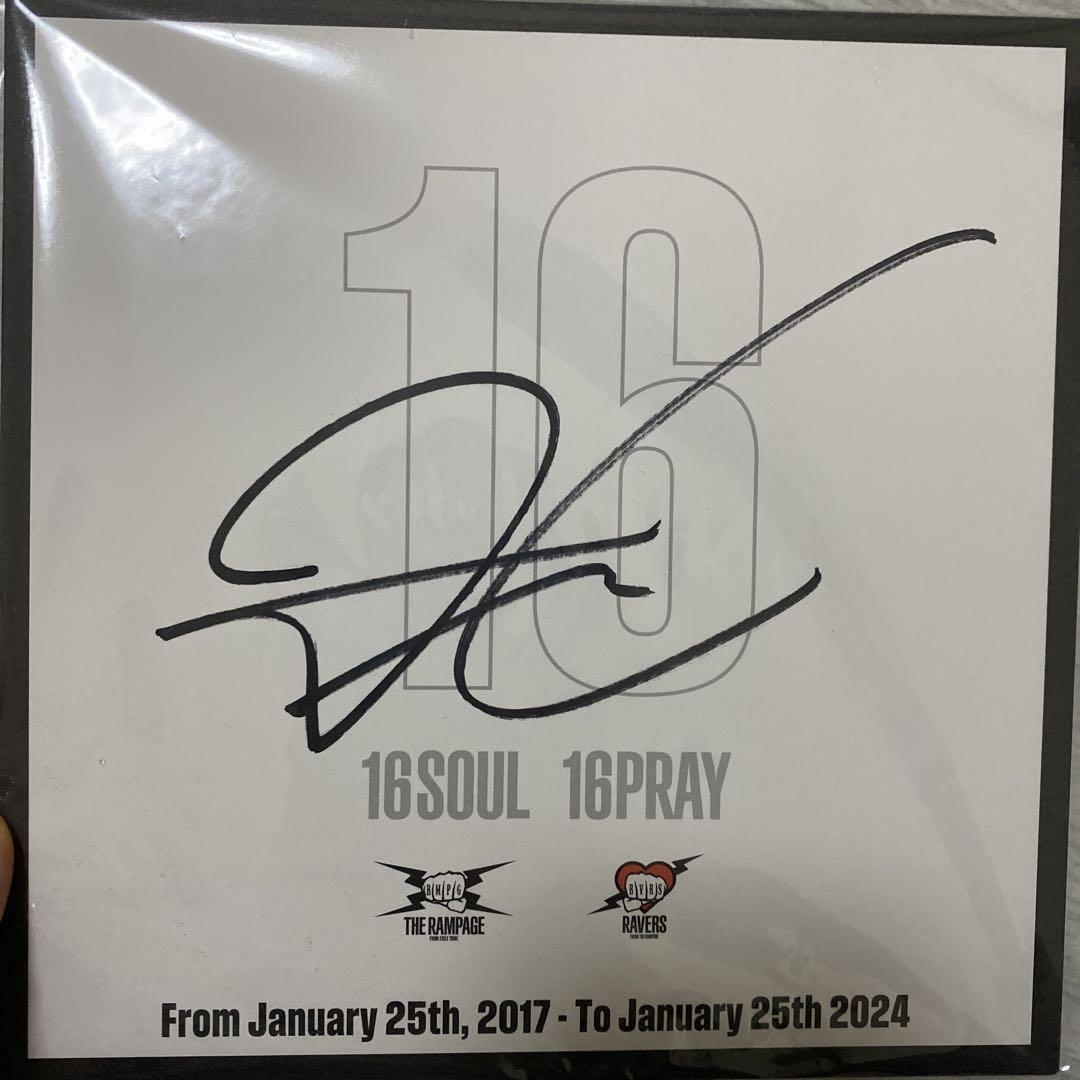 16
16SOUL 16PRAY
RMPG
RVRS
THE RAMPAGE
RAVERS
FROM EXILE TRIBE
FROM THE RAMPAGE
From January 25th, 2017 - To January 25th 2024